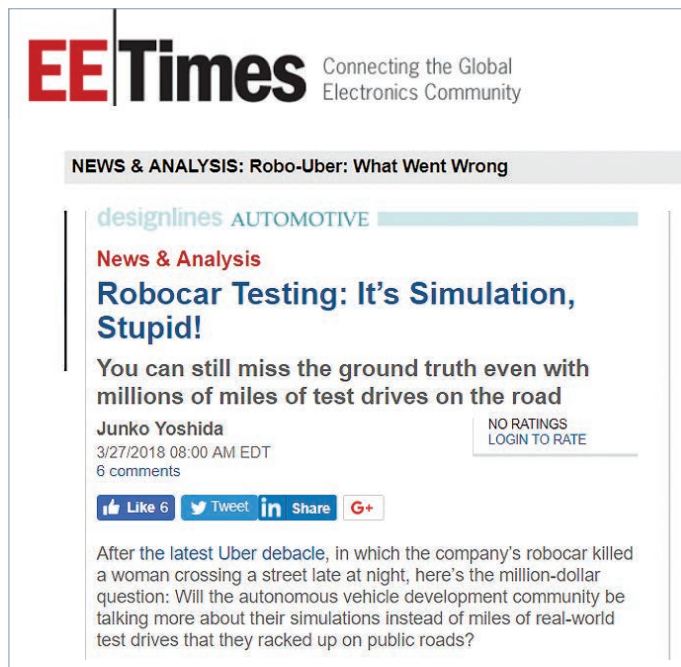 EE Times Connecting the Global
Electronics Community
NEWS & ANALYSIS: Robo-Uber: What Went Wrong
designlines AUTOMOTIVE
News & Analysis
Robocar Testing: It's Simulation,
Stupid!
You can still miss the ground truth even with
millions of miles of test drives on the road
Junko Yoshida
NO RATINGS
3/27/2018 08:00 AM EDT
LOGIN TO RATE
6 comments
Like 6 Tweet in Share G+
After the latest Uber debacle, in which the company's robocar killed
a woman crossing a street late at night, here's the million-dollar
question: Will the autonomous vehicle development community be
talking more about their simulations instead of miles of real-world
test drives that they racked up on public roads?